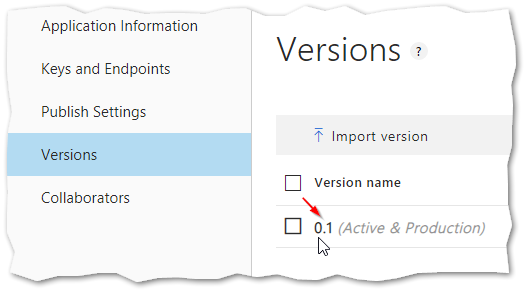 Application Information
Keys and Endpoints
Publish Settings
Versions
Collaborators
Versions ?
Import version
Version name
0.1 (Active & Production)